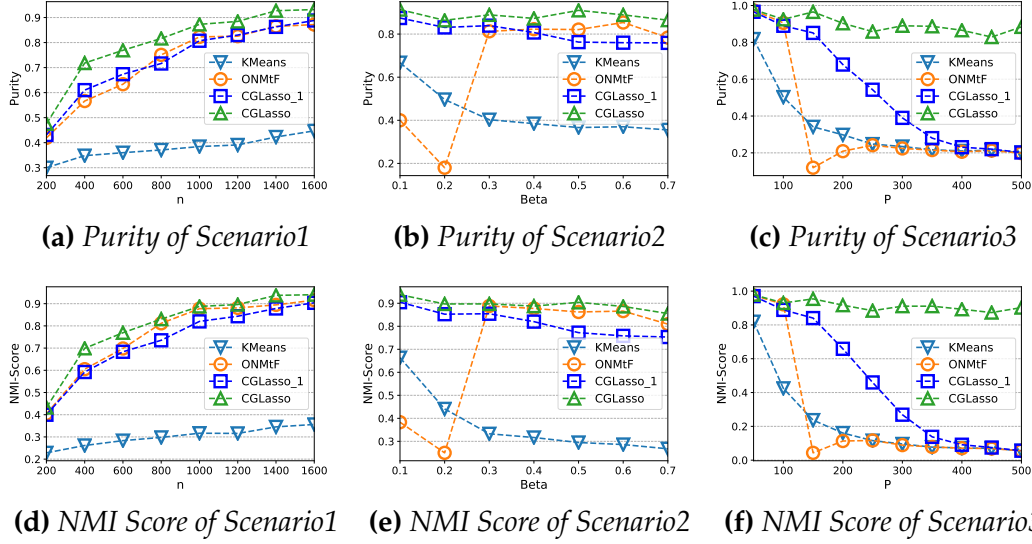 Purity
0.9
0.8
0.7
0.6
0.5
0.4
0.3
200 400 600 800 1000 1200 1400 1600
n
KMeans
ONMtF
CGLasso_1
CGLasso
(a) Purity of Scenario1
Purity
0.8
0.6
0.4
0.2
0.1 0.2 0.3 0.4 0.5 0.6 0.7
Beta
KMeans
ONMtF
CGLasso_1
CGLasso
(b) Purity of Scenario2
Purity
1.0
0.8
0.6
0.4
0.2
100 200 300 400 500
P
KMeans
ONMtF
CGLasso_1
CGLasso
(c) Purity of Scenario3
NMI-Score
0.9
0.8
0.7
0.6
0.5
0.4
0.3
0.2
200 400 600 800 1000 1200 1400 1600
n
KMeans
ONMtF
CGLasso_1
CGLasso
(d) NMI Score of Scenario1
NMI-Score
0.9
0.8
0.7
0.6
0.5
0.4
0.3
0.1 0.2 0.3 0.4 0.5 0.6 0.7
Beta
KMeans
ONMtF
CGLasso_1
CGLasso
(e) NMI Score of Scenario2
NMI-Score
1.0
0.8
0.6
0.4
0.2
0.0
100 200 300 400 500
P
KMeans
ONMtF
CGLasso_1
CGLasso
(f) NMI Score of Scenario3